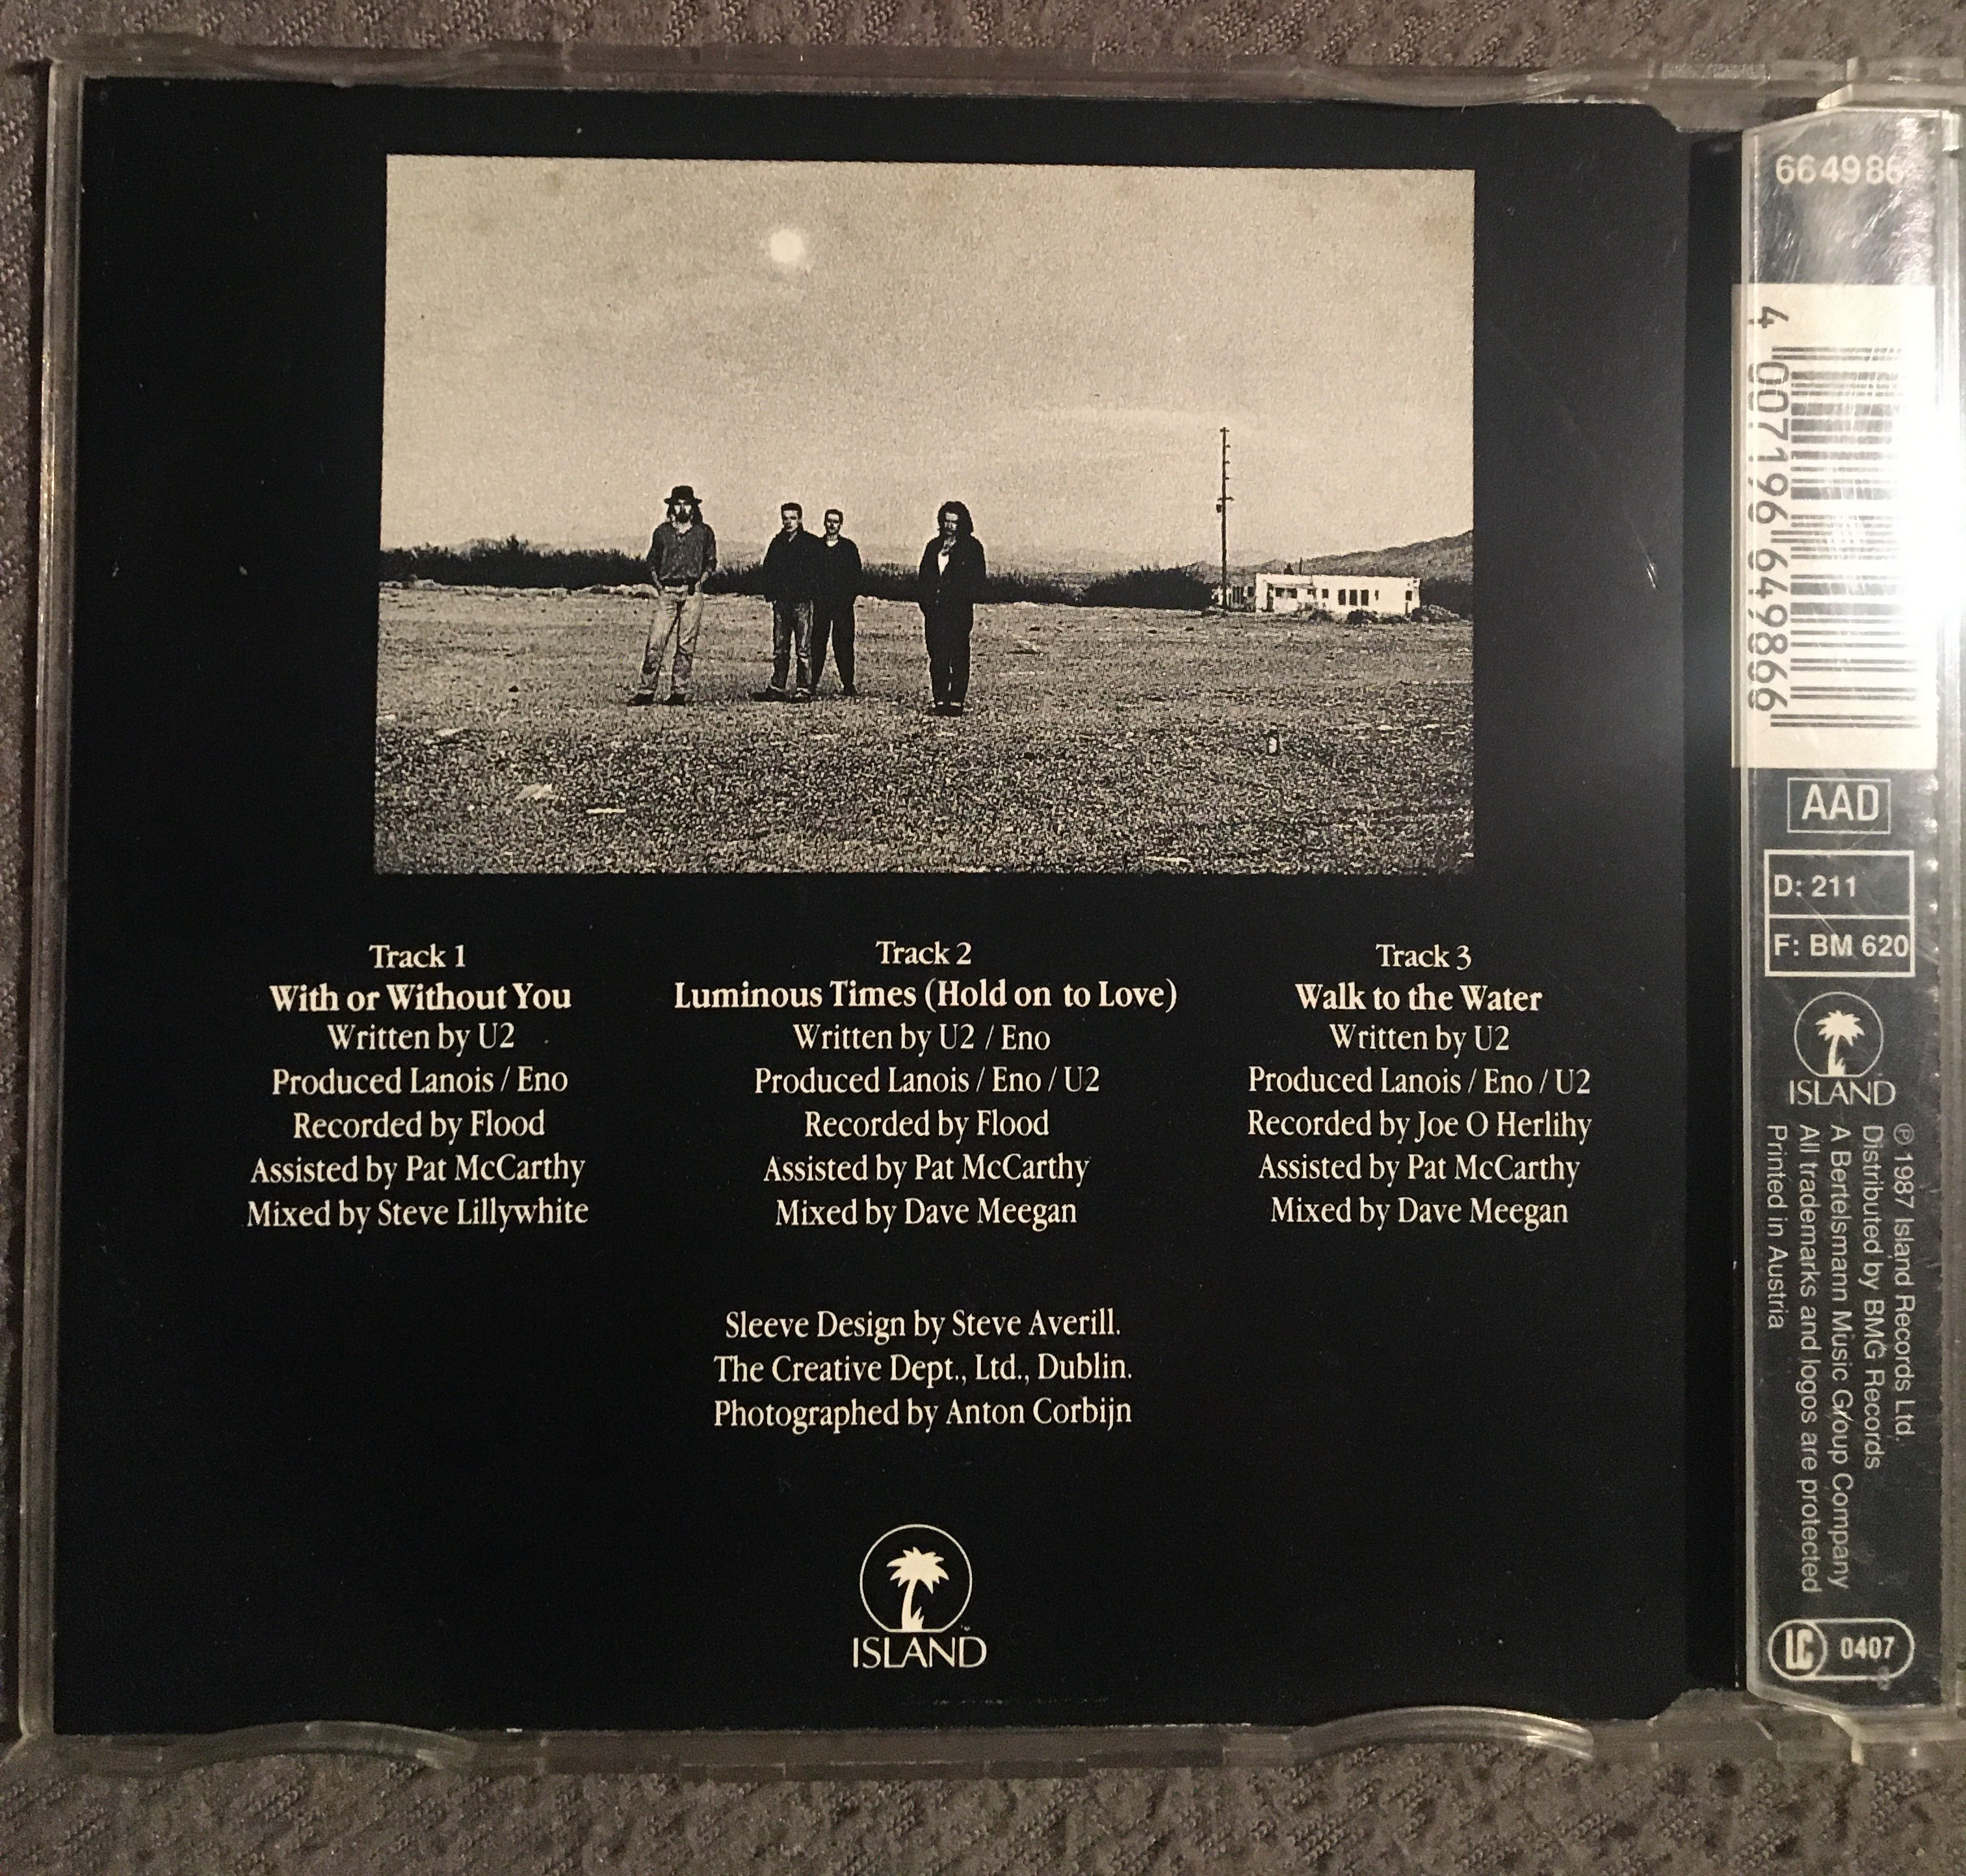 Track 1
With or Without You
Written by U2
Produced Lanois / Eno
Recorded by Flood
Assisted by Pat McCarthy
Mixed by Steve Lillywhite
Track 2
Luminous Times (Hold on to Love)
Written by U2 / Eno
Produced Lanois / Eno / U2
Recorded by Flood
Assisted by Pat McCarthy
Mixed by Dave Meegan
Track 3
Walk to the Water
Written by U2
Produced Lanois / Eno / U2
Recorded by Joe O Herlihy
Assisted by Pat McCarthy
Mixed by Dave Meegan
Sleeve Design by Steve Averill.
The Creative Dept., Ltd., Dublin.
Photographed by Anton Corbijn
ISLAND
664986
4 007196 649866
AAD
D: 211
F: BM 620
ISLAND
℗ 1987 Island Records Ltd.
Distributed by BMG Records
A Bertelsmann Music Group Company
All trademarks and logos are protected
Printed in Austria
LC 0407